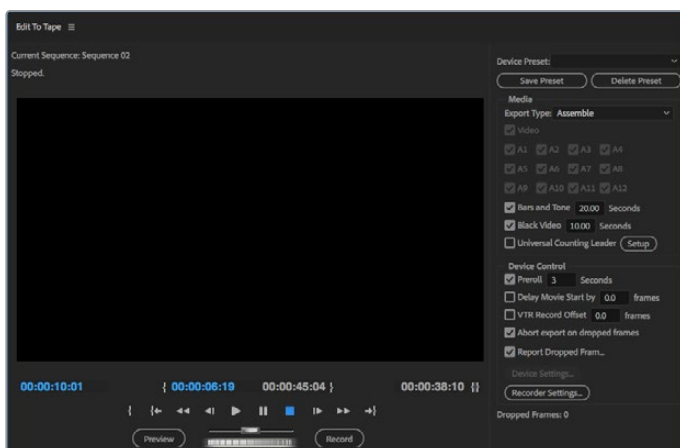 Edit To Tape
Current Sequence: Sequence 02
Stopped.
00:00:10:01
{ 00:00:06:19
00:00:45:04 }
00:00:38:10 {}
Preview
Record
Device Preset:
Save Preset
Delete Preset
Media
Export Type: Assemble
Video
A1 A2 A3 A4
A5 A6 A7 A8
A9 A10 A11 A12
Bars and Tone 20.00 Seconds
Black Video 10.00 Seconds
Universal Counting Leader Setup
Device Control
Preroll 3 Seconds
Delay Movie Start by 0.0 frames
VTR Record Offset 0.0 frames
Abort export on dropped frames
Report Dropped Fram...
Device Settings...
Recorder Settings...
Dropped Frames: 0